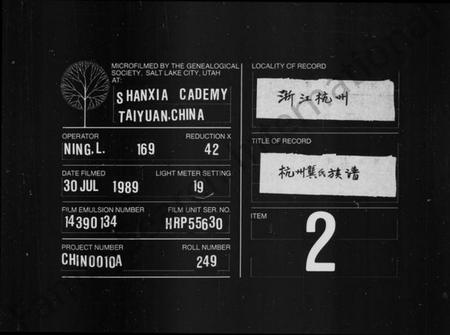 MICROFILMED BY THE GENEALOGICAL
SOCIETY, SALT LAKE CITY, UTAH
AT:
SHANXIA CADEMY
TAIYUAN.CHINA
OPERATOR
REDUCTION X
NING.L. 169
42
DATE FILMED
LIGHT METER SETTING
30 JUL 1989
19
FILM EMULSION NUMBER
FILM UNIT SER. NO.
14390134
HRP55630
PROJECT NUMBER
ROLL NUMBER
CHIN0010A
249
LOCALITY OF RECORD
浙江杭州
TITLE OF RECORD
杭州龔氏族谱
ITEM
2